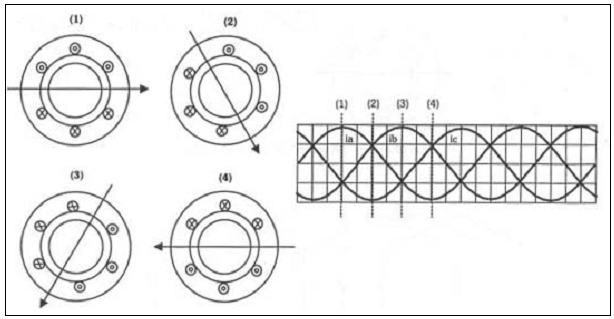 (1)
(2)
(3)
(4)
(1) (2) (3) (4)
ia ib ic